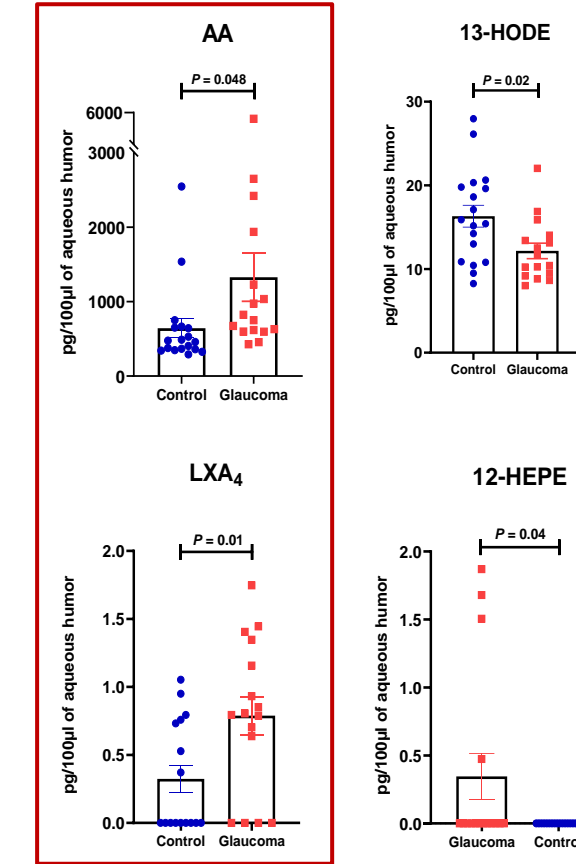 AA
P = 0.048
pg/100µl of aqueous humor
6000
3000
2000
1000
0
Control Glaucoma
13-HODE
P = 0.02
pg/100µl of aqueous humor
30
20
10
0
Control Glaucoma
LXA4
P = 0.01
pg/100µl of aqueous humor
2.0
1.5
1.0
0.5
0.0
Control Glaucoma
12-HEPE
P = 0.04
pg/100µl of aqueous humor
2.0
1.5
1.0
0.5
0.0
Glaucoma Contro